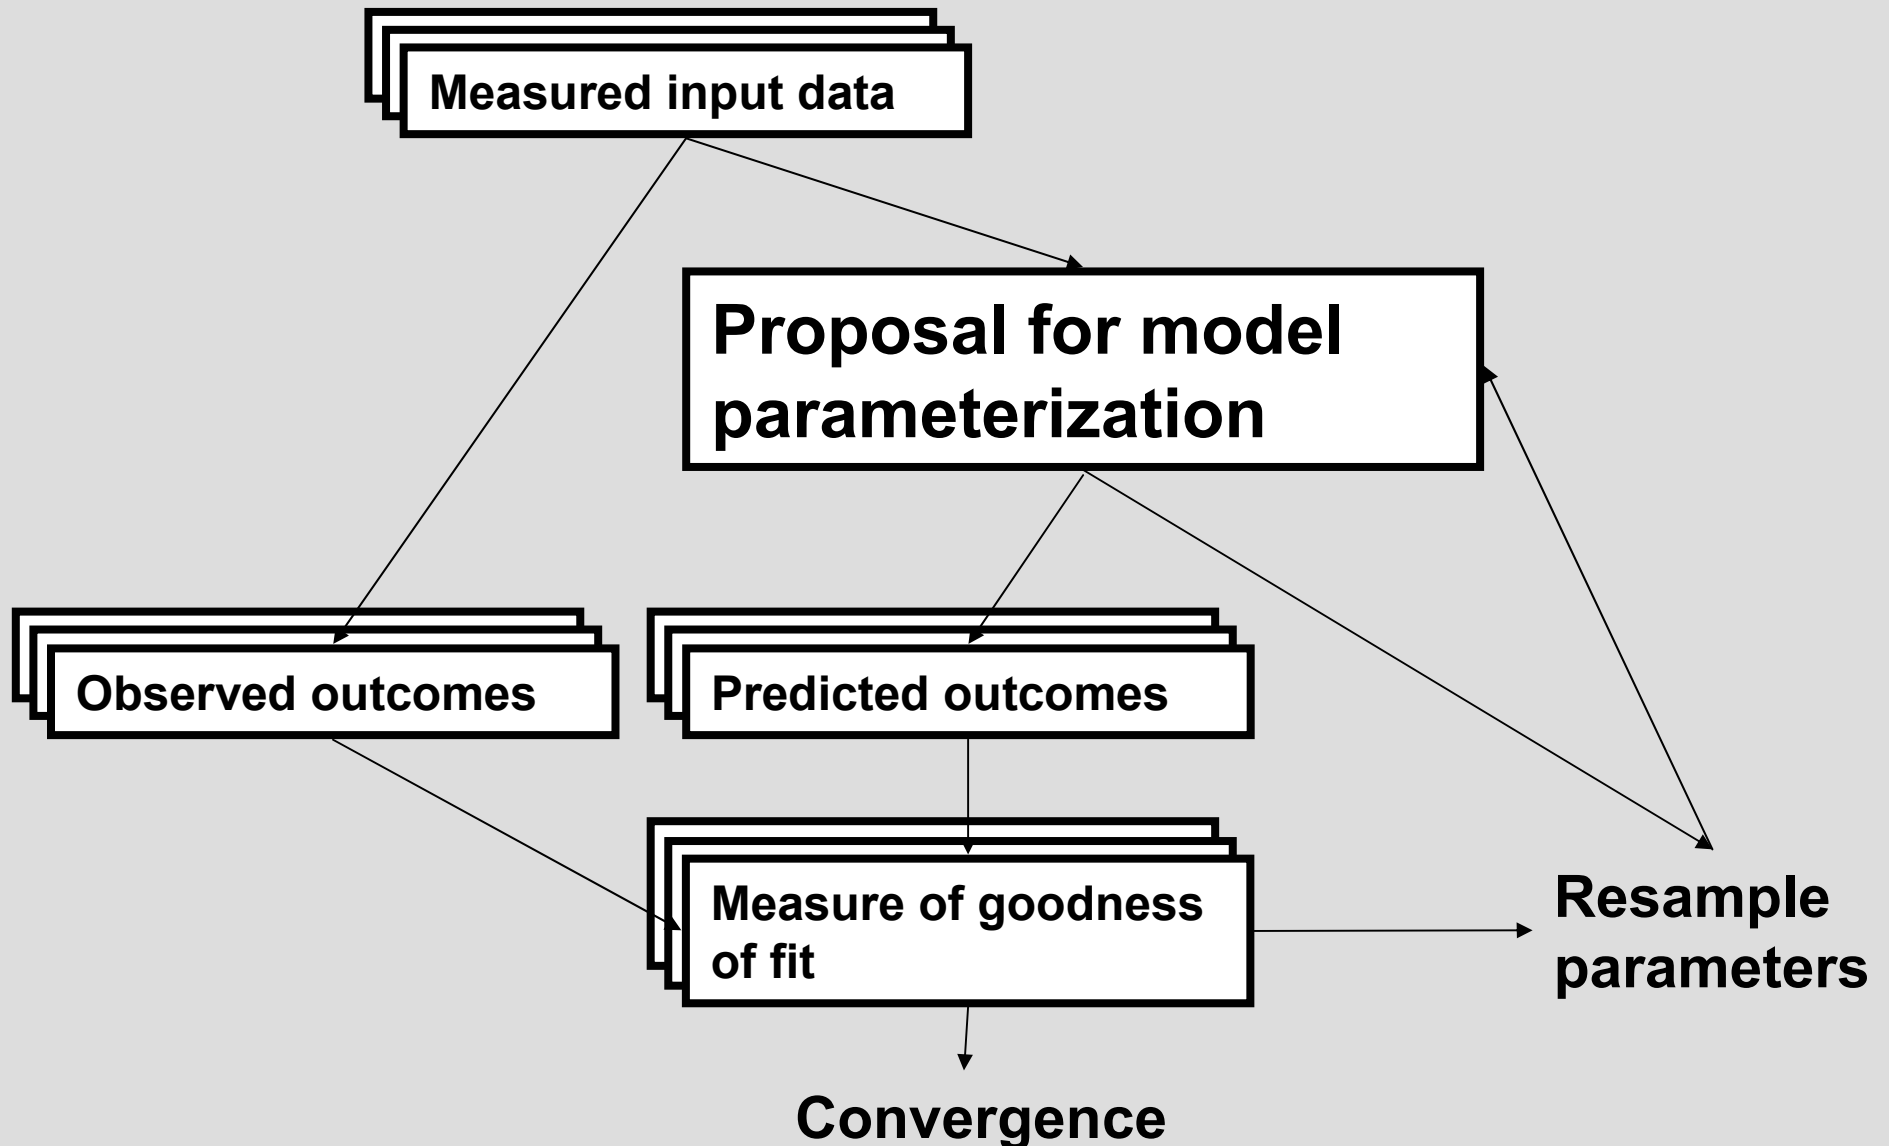 Measured input data
Proposal for model
parameterization
Observed outcomes
Predicted outcomes
Measure of goodness
of fit
Resample
parameters
Convergence